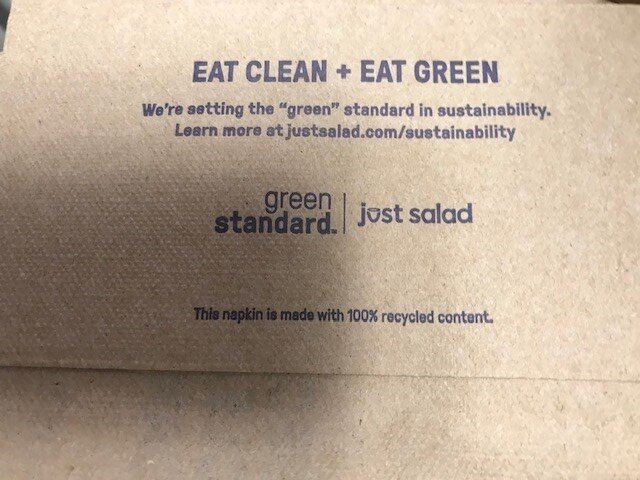 EAT CLEAN + EAT GREEN
We're setting the "green" standard in sustainability.
Learn more at justsalad.com/sustainability
green
standard.
just salad
This napkin is made with 100% recycled content.